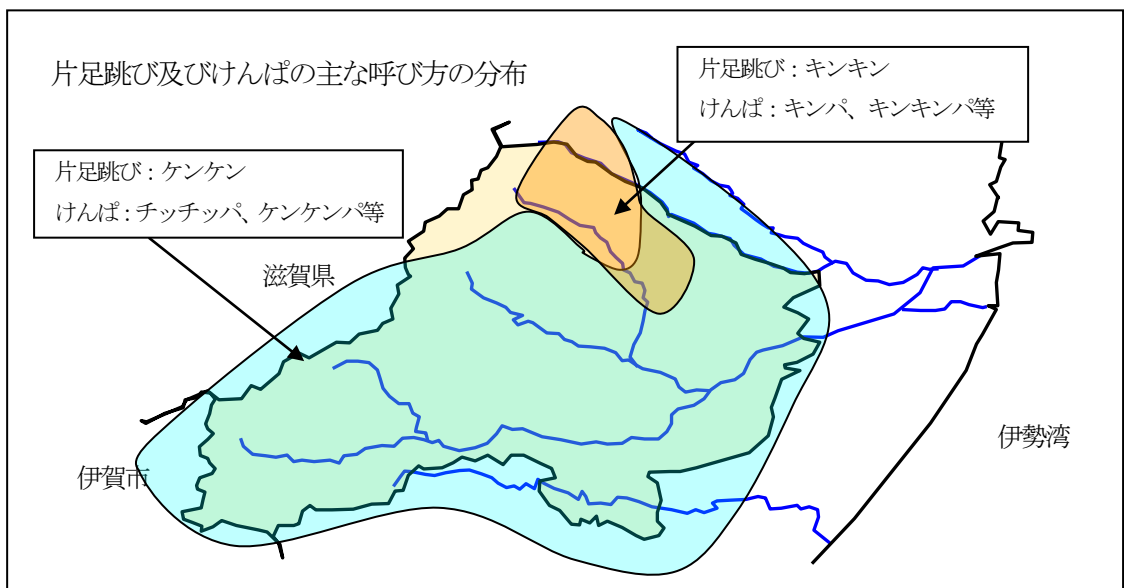 片足跳び及びけんぱの主な呼び方の分布
片足跳び：キンキン
けんぱ：キンパ、キンキンパ等
片足跳び：ケンケン
けんぱ：チッチッパ、ケンケンパ等
滋賀県
伊勢湾
伊賀市